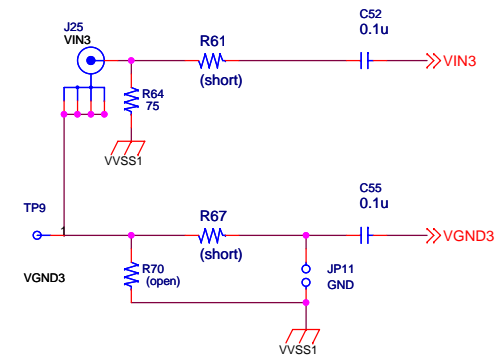 J25
VIN3
C52
0.1u
R61
(short)
VIN3
R64
75
VVSS1
C55
0.1u
TP9
1
R67
(short)
VGND3
R70
(open)
JP11
GND
VGND3
VVSS1